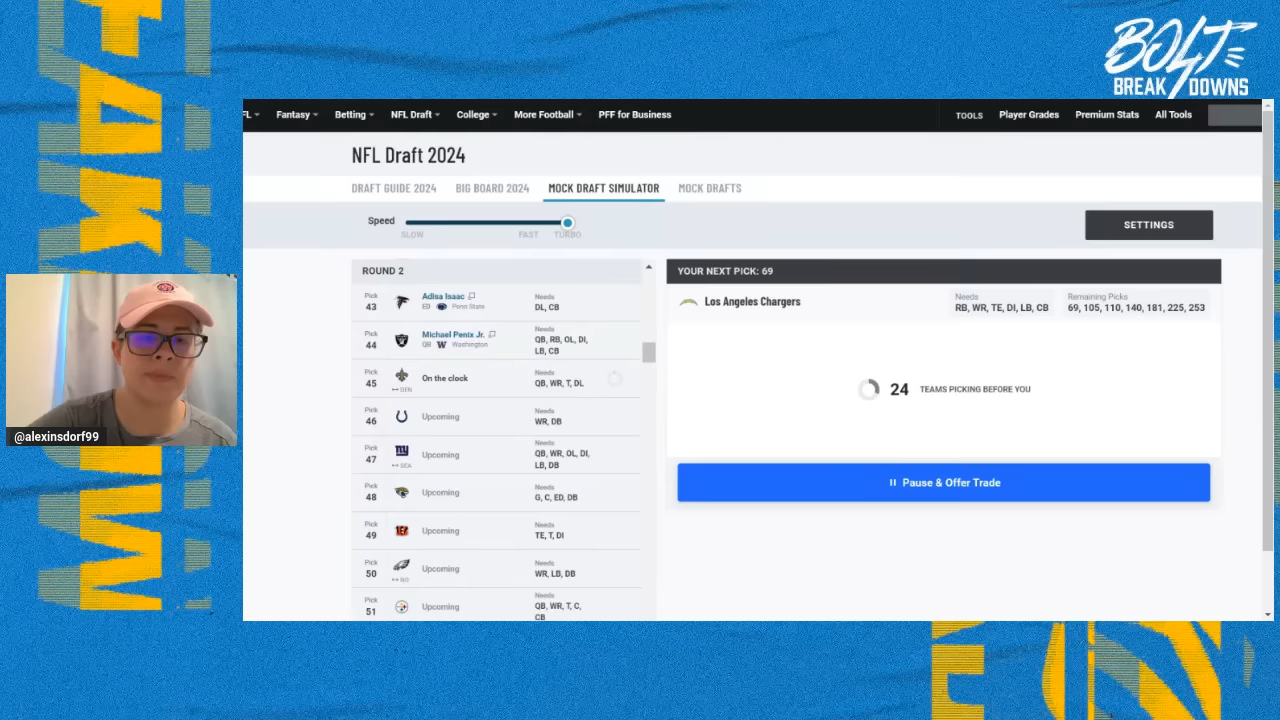 BOLT
BREAK DOWNS
FL
Fantasy
Betting
NFL Draft
College
More Football
PFF
Business
TOOLS
Player Grades
Premium Stats
All Tools
NFL Draft 2024
DRAFT GUIDE 2024
BIG BOARD 2024
MOCK DRAFT SIMULATOR
MOCK DRAFTS
Speed
SLOW
FAST
TURBO
SETTINGS
ROUND 2
YOUR NEXT PICK: 69
Los Angeles Chargers
Needs
RB, WR, TE, DI, LB, CB
Remaining Picks
69, 105, 110, 140, 181, 225, 253
24 TEAMS PICKING BEFORE YOU
Pause & Offer Trade
Pick
43
Adisa Isaac
ED Penn State
Needs
DL, CB
Pick
44
Michael Penix Jr.
QB W Washington
Needs
QB, RB, OL, DI,
LB, CB
Pick
45
DEN
On the clock
Needs
QB, WR, T, DL
Pick
46
Upcoming
Needs
WR, DB
Pick
47
SEA
Upcoming
Needs
QB, WR, OL, DI,
LB, DB
Pick
48
Upcoming
Needs
G, C, ED, DB
Pick
49
Upcoming
Needs
TE, T, DI
Pick
50
NO
Upcoming
Needs
WR, LB, DB
Pick
51
Upcoming
Needs
QB, WR, T, C,
CB
@alexinsdorf99